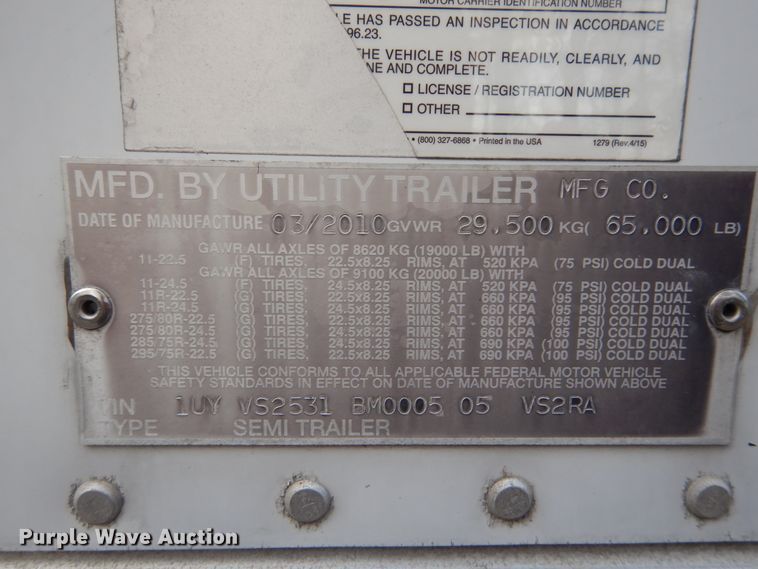 MOTOR CARRIER IDENTIFICATION NUMBER
LE HAS PASSED AN INSPECTION IN ACCORDANCE
96.23.
THE VEHICLE IS NOT READILY, CLEARLY, AND
NE AND COMPLETE.
☐ LICENSE / REGISTRATION NUMBER
☐ OTHER
• (800) 327-6868 • Printed in the USA 1279 (Rev.4/15)
MFD. BY UTILITY TRAILER MFG CO.
DATE OF MANUFACTURE 03/2010 GVWR 29,500 KG( 65,000 LB)
GAWR ALL AXLES OF 8620 KG (19000 LB) WITH
11-22.5 (F) TIRES, 22.5x8.25 RIMS, AT 520 KPA (75 PSI) COLD DUAL
GAWR ALL AXLES OF 9100 KG (20000 LB) WITH
11-24.5 (F) TIRES, 24.5x8.25 RIMS, AT 520 KPA (75 PSI) COLD DUAL
11R-22.5 (G) TIRES, 22.5x8.25 RIMS, AT 660 KPA (95 PSI) COLD DUAL
11R-24.5 (G) TIRES, 24.5x8.25 RIMS, AT 660 KPA (95 PSI) COLD DUAL
275/80R-22.5 (G) TIRES, 22.5x8.25 RIMS, AT 660 KPA (95 PSI) COLD DUAL
275/80R-24.5 (G) TIRES, 24.5x8.25 RIMS, AT 660 KPA (95 PSI) COLD DUAL
285/75R-24.5 (G) TIRES, 24.5x8.25 RIMS, AT 690 KPA (100 PSI) COLD DUAL
295/75R-22.5 (G) TIRES, 22.5x8.25 RIMS, AT 690 KPA (100 PSI) COLD DUAL
THIS VEHICLE CONFORMS TO ALL APPLICABLE FEDERAL MOTOR VEHICLE
SAFETY STANDARDS IN EFFECT ON DATE OF MANUFACTURE SHOWN ABOVE
VIN 1UY VS2531 BM0005 05 VS2RA
TYPE SEMI TRAILER
Purple Wave Auction